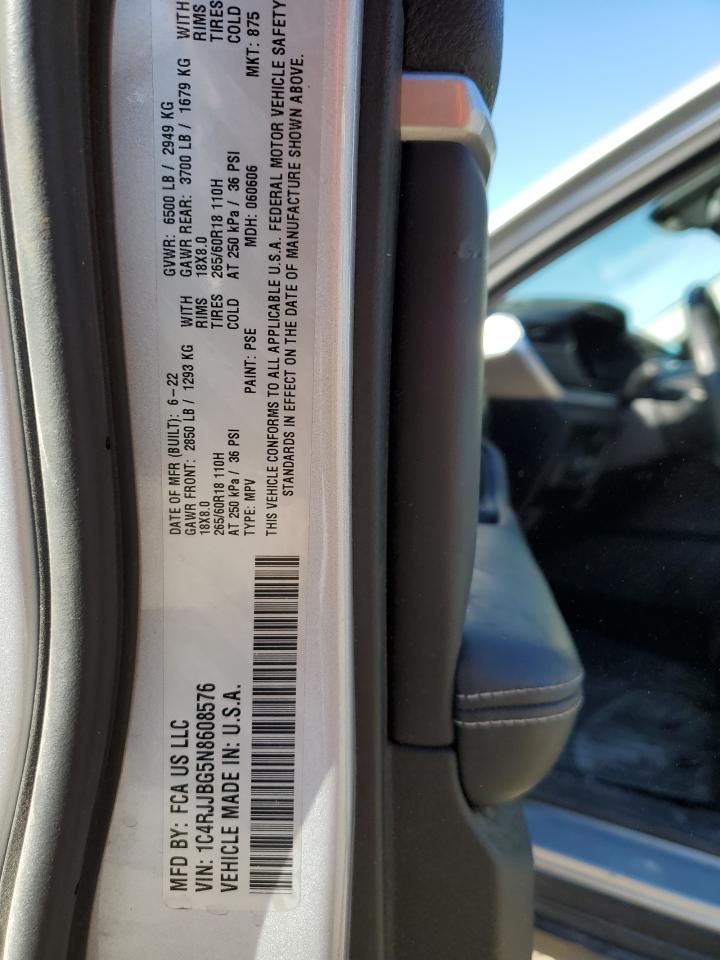 MFD BY: FCA US LLC
VIN: 1C4RJJBG5N8608576
VEHICLE MADE IN: U.S.A.
DATE OF MFR (BUILT): 6-22
GAWR FRONT: 2850 LB / 1293 KG WITH
18X8.0 RIMS
265/60R18 110H TIRES
AT 250 kPa / 36 PSI COLD
TYPE: MPV PAINT: PSE
GVWR: 6500 LB / 2949 KG
GAWR REAR: 3700 LB / 1679 KG WITH
18X8.0 RIMS
265/60R18 110H TIRES
AT 250 kPa / 36 PSI COLD
MDH: 060606 MKT: 875
THIS VEHICLE CONFORMS TO ALL APPLICABLE U.S.A. FEDERAL MOTOR VEHICLE SAFETY
STANDARDS IN EFFECT ON THE DATE OF MANUFACTURE SHOWN ABOVE.